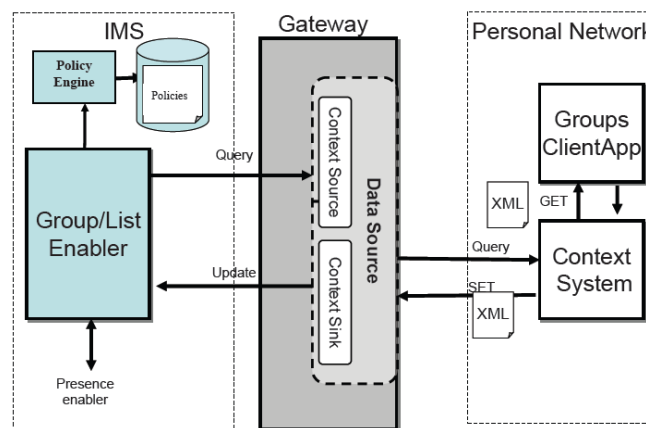 IMS
Gateway
Personal Network
Policy
Engine
Policies
Groups
ClientApp
Query
Context Source
Data Source
XML
GET
Group/List
Enabler
Query
Context
System
Update
Context Sink
SET
XML
Presence
enabler